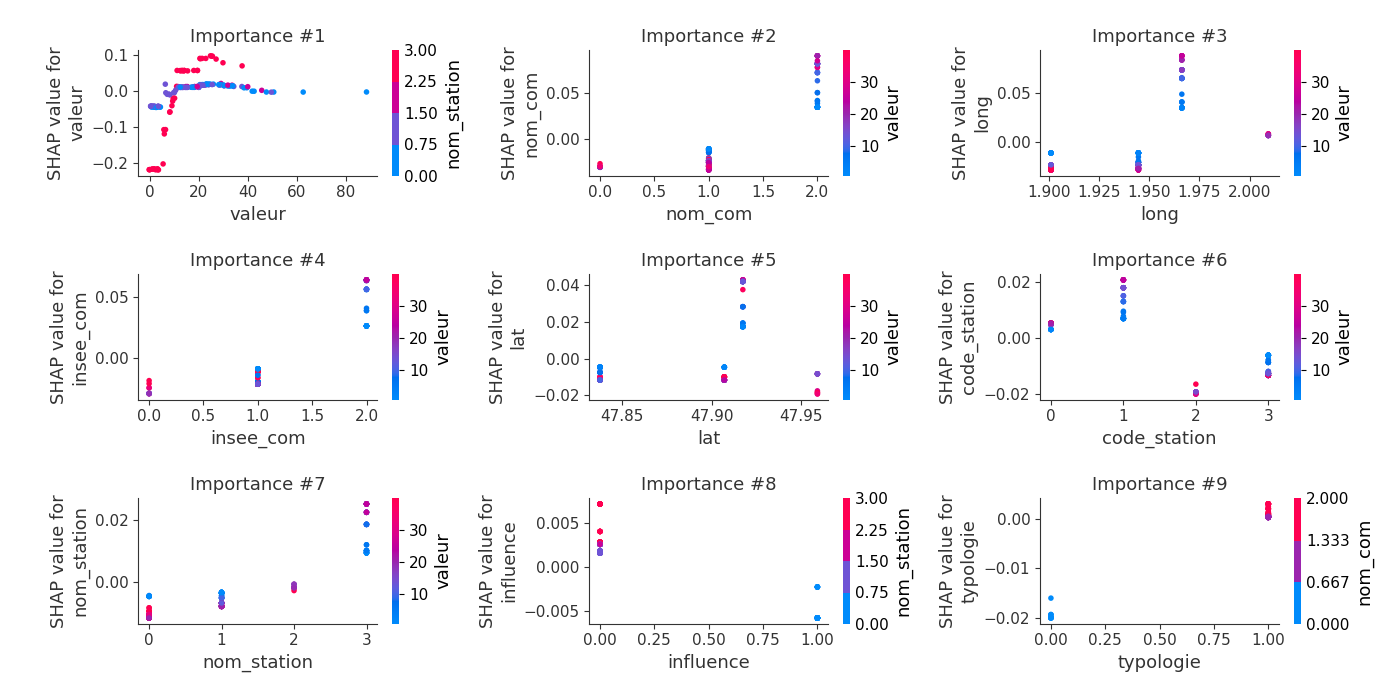 Importance #1
SHAP value for
valeur
0.1
0.0
−0.1
−0.2
0
20
40
60
80
valeur
3.00
2.25
1.50
0.75
0.00
nom_station
Importance #2
SHAP value for
nom_com
0.05
0.00
0.0
0.5
1.0
1.5
2.0
nom_com
30
20
10
valeur
Importance #3
SHAP value for
long
0.05
0.00
1.900
1.925
1.950
1.975
2.000
long
30
20
10
valeur
Importance #4
SHAP value for
insee_com
0.05
0.00
0.0
0.5
1.0
1.5
2.0
insee_com
30
20
10
valeur
Importance #5
SHAP value for
lat
0.04
0.02
0.00
−0.02
47.85
47.90
47.95
lat
30
20
10
valeur
Importance #6
SHAP value for
code_station
0.02
0.00
−0.02
0
1
2
3
code_station
30
20
10
valeur
Importance #7
SHAP value for
nom_station
0.02
0.00
0
1
2
3
nom_station
30
20
10
valeur
Importance #8
SHAP value for
influence
0.005
0.000
−0.005
0.00
0.25
0.50
0.75
1.00
influence
3.00
2.25
1.50
0.75
0.00
nom_station
Importance #9
SHAP value for
typologie
0.00
−0.01
−0.02
0.00
0.25
0.50
0.75
1.00
typologie
2.000
1.333
0.667
0.000
nom_com